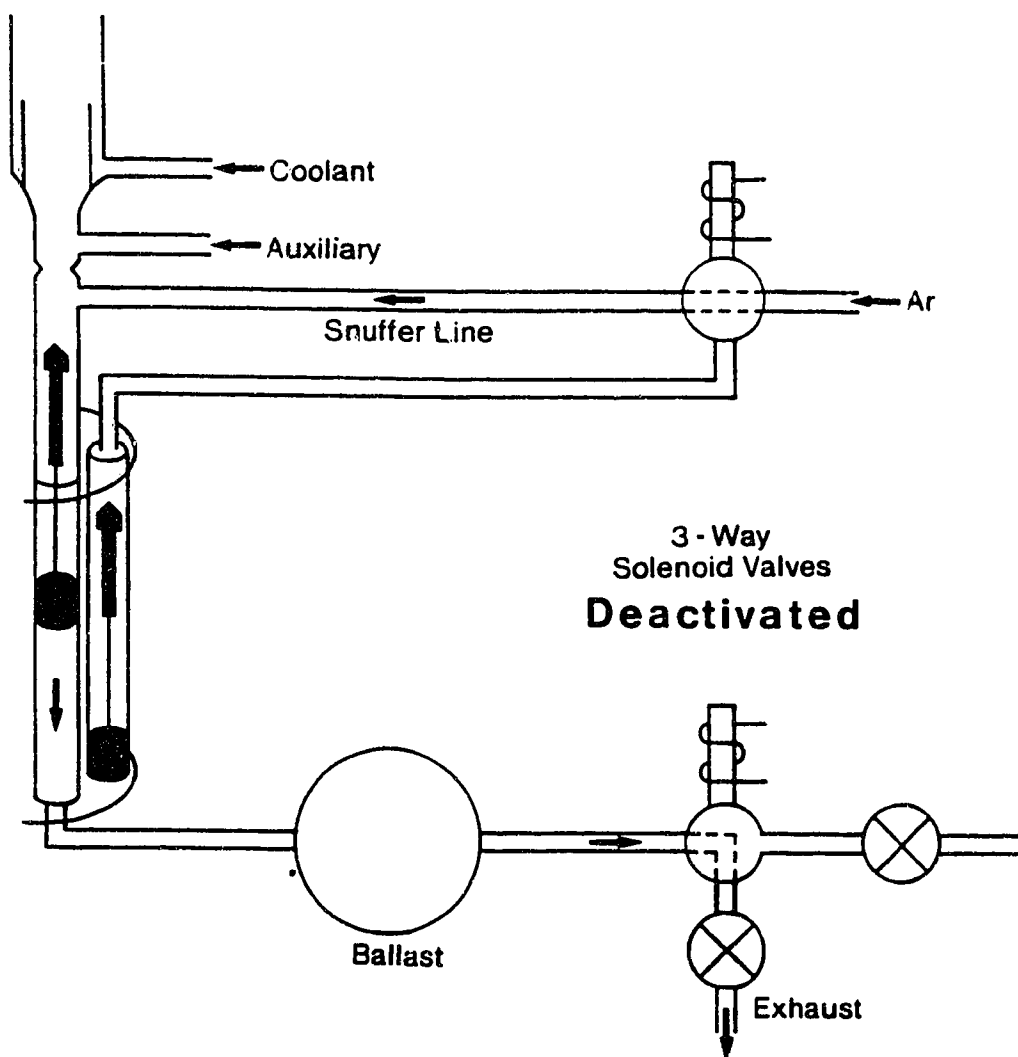 Coolant
Auxiliary
Ar
Snuffer Line
3 - Way
Solenoid Valves
Deactivated
Ballast
Exhaust